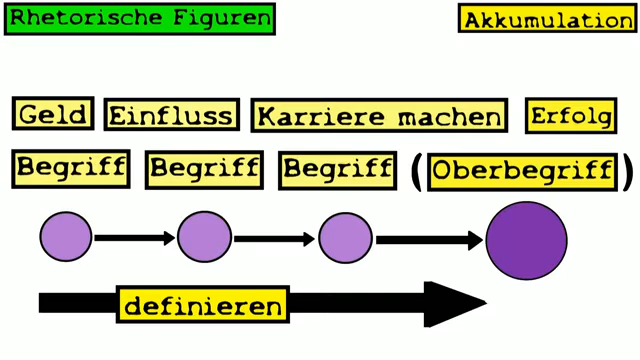 Rhetorische Figuren
Akkumulation
Geld Einfluss Karriere machen Erfolg
Begriff Begriff Begriff (Oberbegriff)
definieren